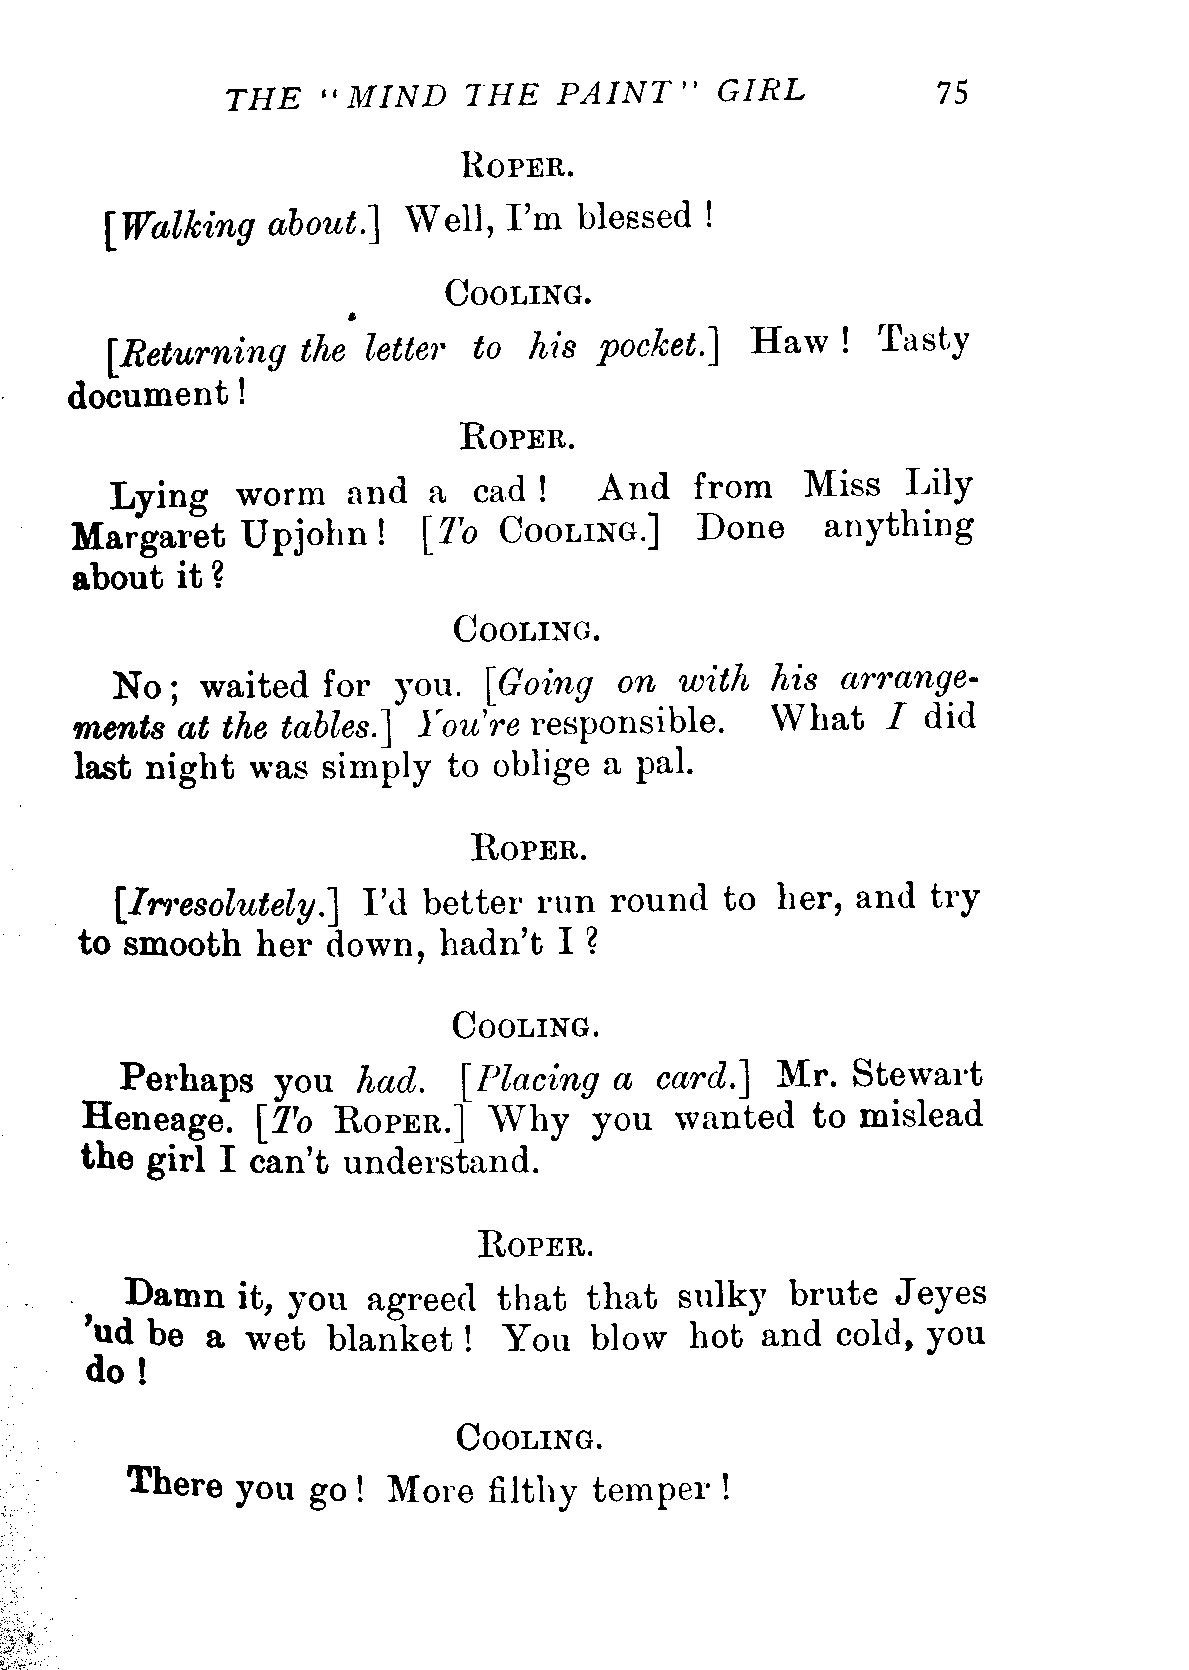 THE "MIND THE PAINT" GIRL 75
ROPER.
[Walking about.] Well, I'm blessed !
COOLING.
[Returning the letter to his pocket.] Haw ! Tasty
document !
ROPER.
Lying worm and a cad ! And from Miss Lily
Margaret Upjohn ! [To COOLING.] Done anything
about it ?
COOLING.
No ; waited for you. [Going on with his arrange-
ments at the tables.] You're responsible. What I did
last night was simply to oblige a pal.
ROPER.
[Irresolutely.] I'd better run round to her, and try
to smooth her down, hadn't I ?
COOLING.
Perhaps you had. [Placing a card.] Mr. Stewart
Heneage. [To ROPER.] Why you wanted to mislead
the girl I can't understand.
ROPER.
Damn it, you agreed that that sulky brute Jeyes
'ud be a wet blanket ! You blow hot and cold, you
do !
COOLING.
There you go ! More filthy temper !